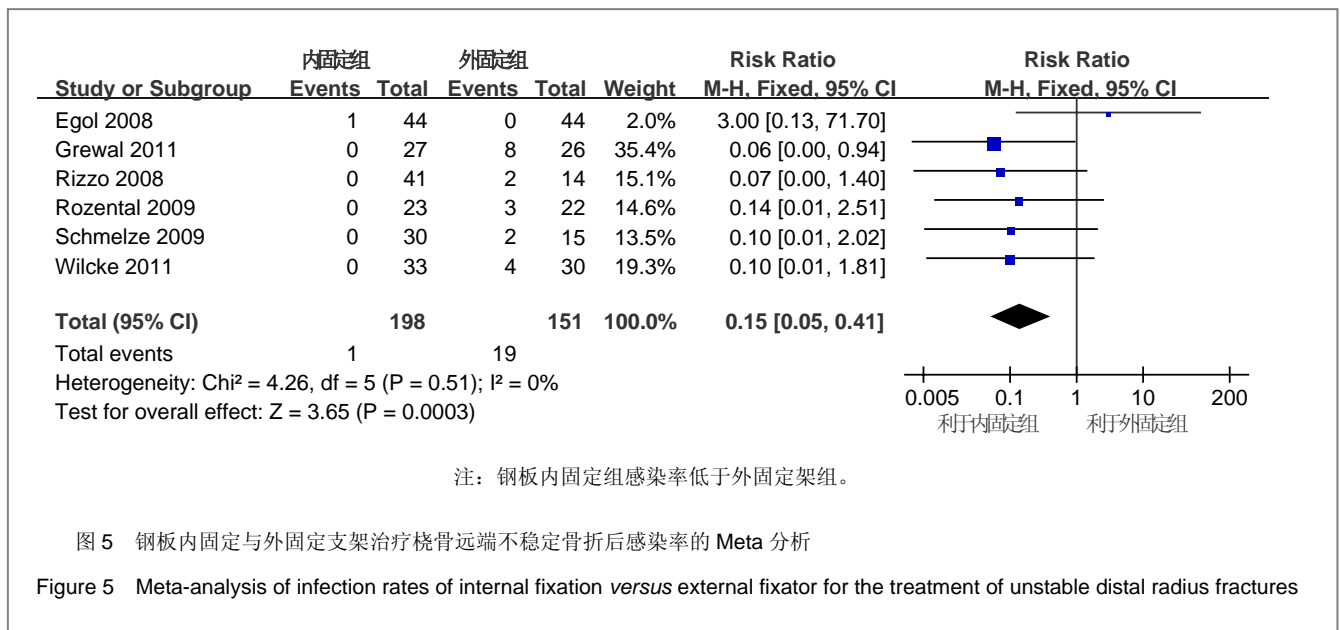 内固定组 外固定组 Risk Ratio Risk Ratio
Study or Subgroup Events Total Events Total Weight M-H, Fixed, 95% CI M-H, Fixed, 95% CI
Egol 2008 1 44 0 44 2.0% 3.00 [0.13, 71.70]
Grewal 2011 0 27 8 26 35.4% 0.06 [0.00, 0.94]
Rizzo 2008 0 41 2 14 15.1% 0.07 [0.00, 1.40]
Rozental 2009 0 23 3 22 14.6% 0.14 [0.01, 2.51]
Schmelze 2009 0 30 2 15 13.5% 0.10 [0.01, 2.02]
Wilcke 2011 0 33 4 30 19.3% 0.10 [0.01, 1.81]
Total (95% CI) 198 151 100.0% 0.15 [0.05, 0.41]
Total events 1 19
Heterogeneity: Chi² = 4.26, df = 5 (P = 0.51); I² = 0%
Test for overall effect: Z = 3.65 (P = 0.0003)
0.005 0.1 1 10 200
利于内固定组 利于外固定组
注：钢板内固定组感染率低于外固定架组。
图 5 钢板内固定与外固定支架治疗桡骨远端不稳定骨折后感染率的 Meta 分析
Figure 5 Meta-analysis of infection rates of internal fixation versus external fixator for the treatment of unstable distal radius fractures